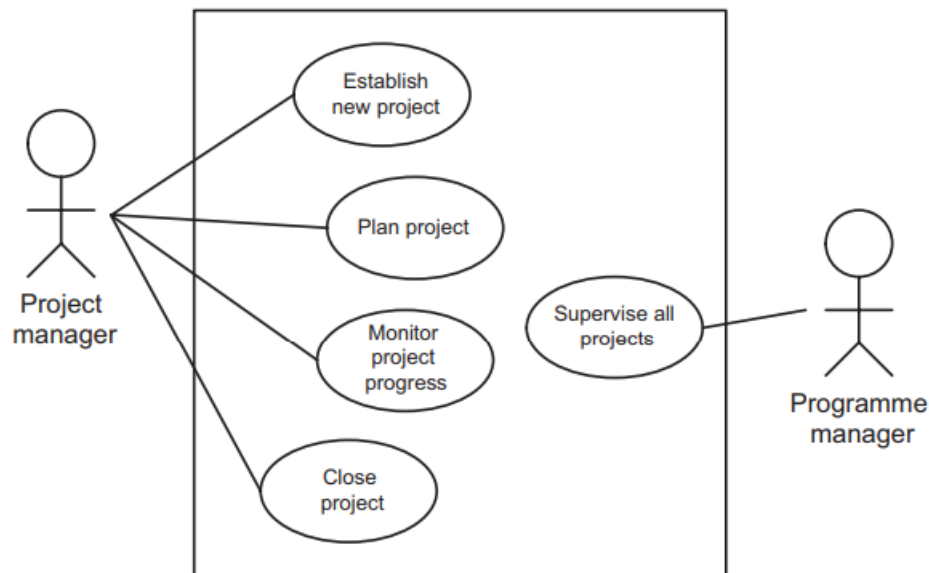 Establish
new project
Plan project
Project
manager
Monitor
project
progress
Supervise all
projects
Programme
manager
Close
project